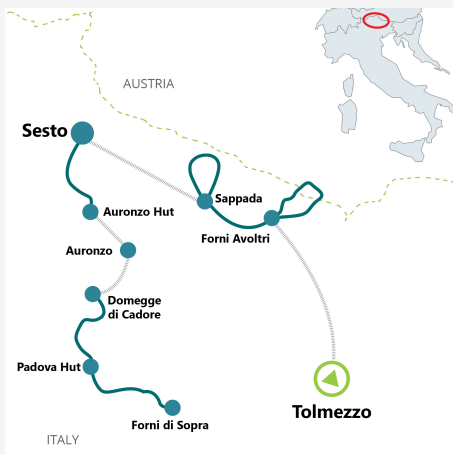 AUSTRIA
Sesto
Sappada
Auronzo Hut
Forni Avoltri
Auronzo
Domegge
di Cadore
Padova Hut
Tolmezzo
Forni di Sopra
ITALY